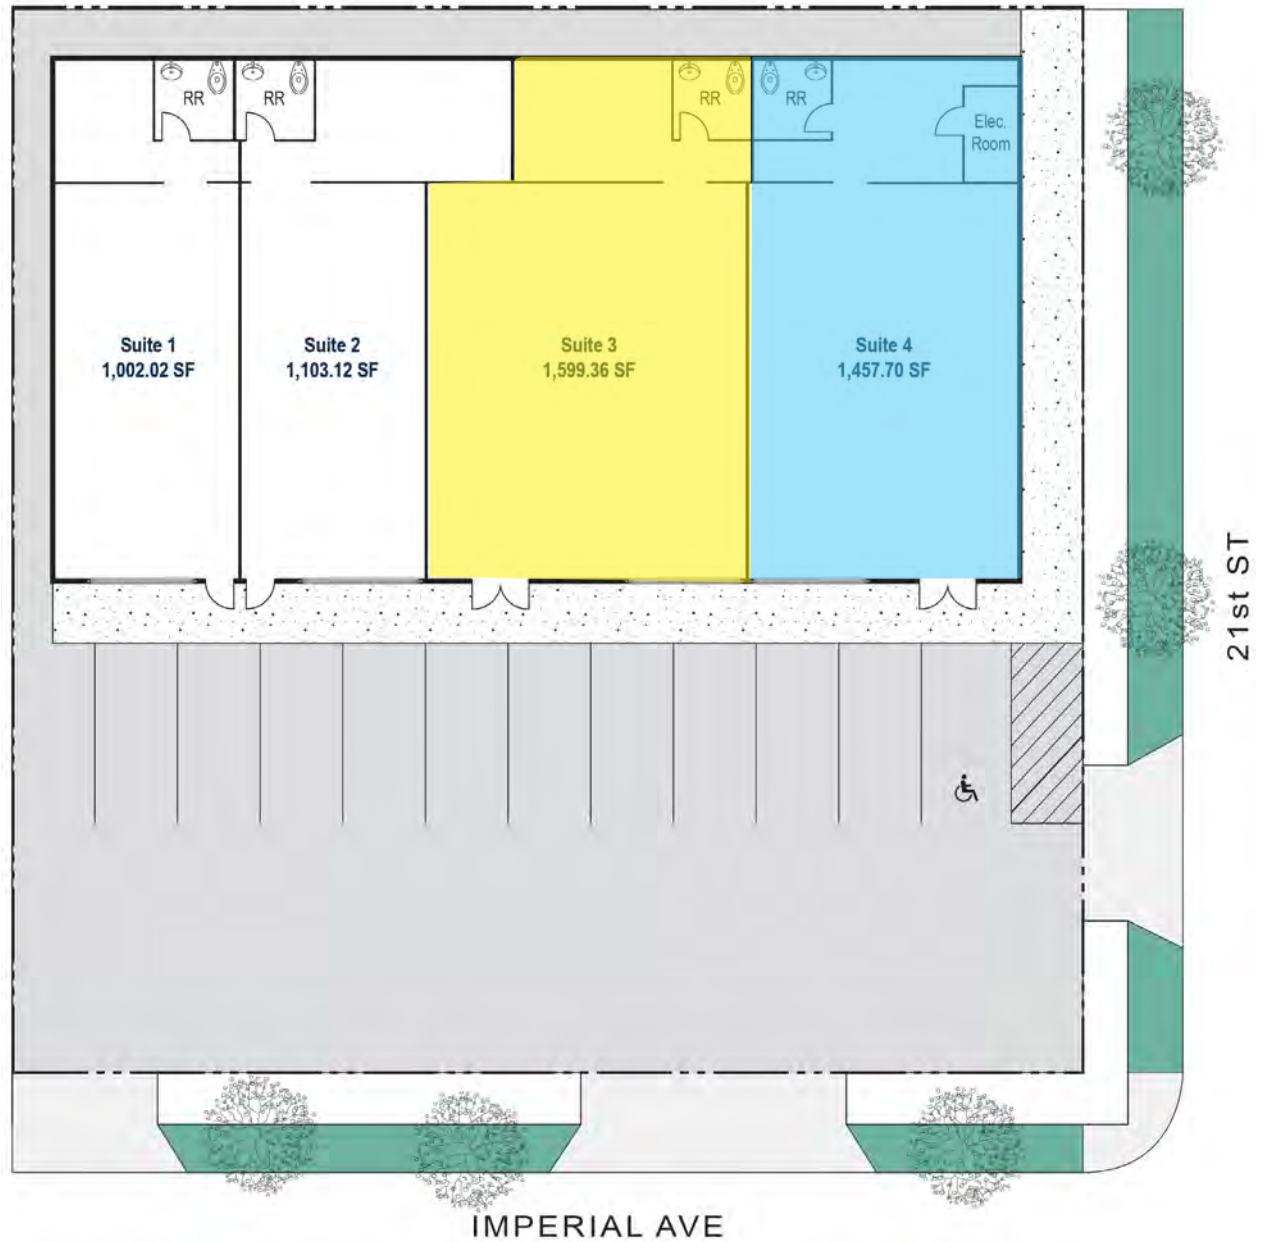 RR
RR
RR
RR
Elec.
Room
Suite 1
1,002.02 SF
Suite 2
1,103.12 SF
Suite 3
1,599.36 SF
Suite 4
1,457.70 SF
21st ST
IMPERIAL AVE